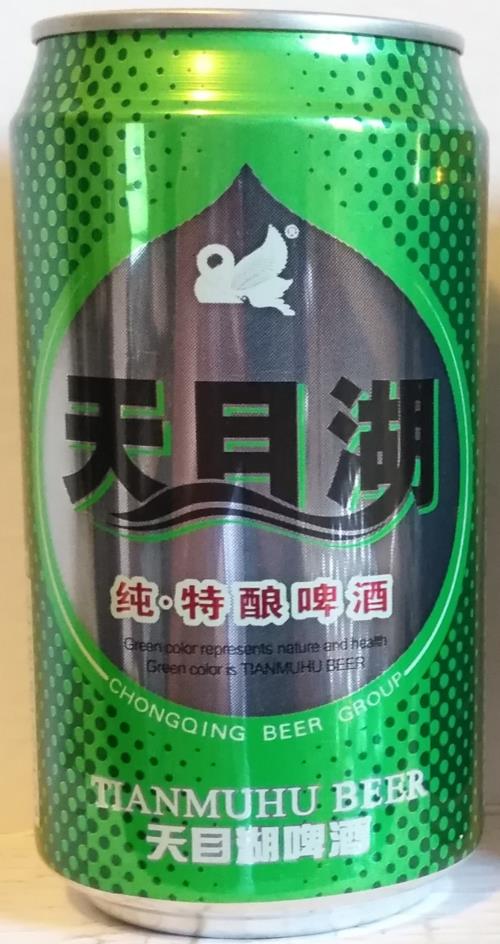 ®
天目湖
纯·特酿啤酒
Green color represents nature and health
Green color is TIANMUHU BEER
CHONGQING BEER GROUP
TIANMUHU BEER
天目湖啤酒